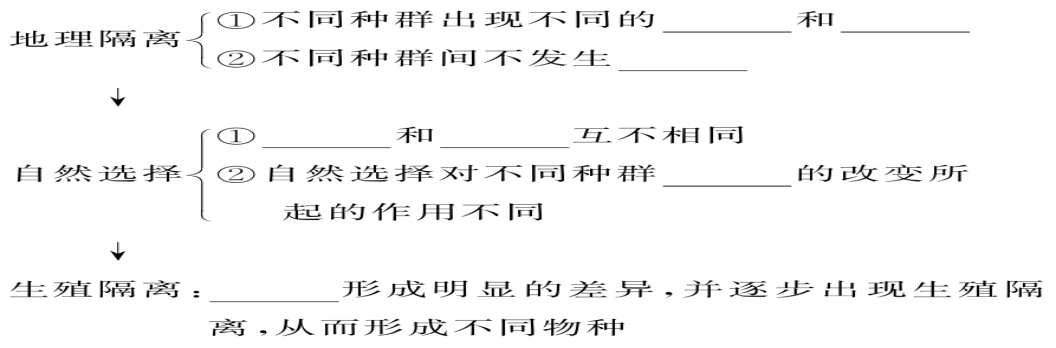 地理隔离 ①不同种群出现不同的________和________
②不同种群间不发生________
↓
①________和________互不相同
自然选择 ②自然选择对不同种群________的改变所
起的作用不同
↓
生殖隔离:________形成明显的差异,并逐步出现生殖隔
离,从而形成不同物种